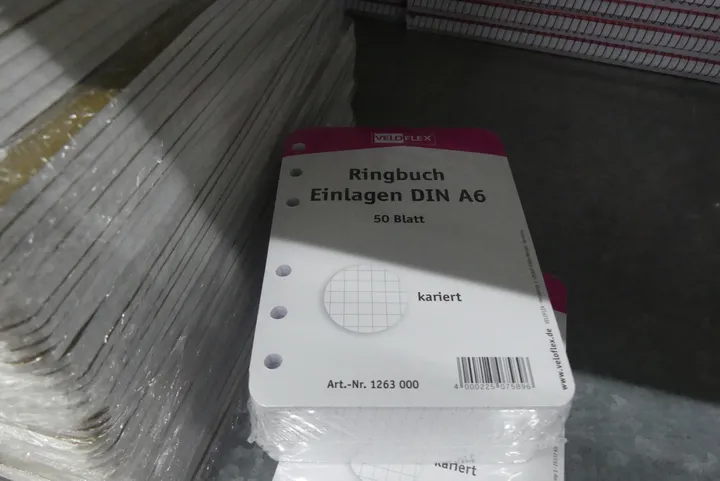 VELOFLEX
Ringbuch
Einlagen DIN A6
50 Blatt
kariert
Art.-Nr. 1263 000
4 000225 075896
www.veloflex.de
kariert